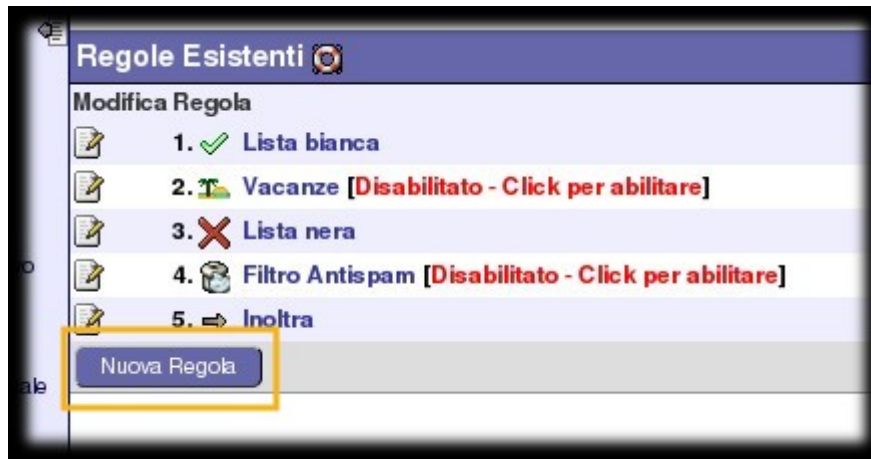 Regole Esistenti
Modifica Regola
1. Lista bianca
2. Vacanze [Disabilitato - Click per abilitare]
3. Lista nera
4. Filtro Antispam [Disabilitato - Click per abilitare]
5. Inoltra
Nuova Regola